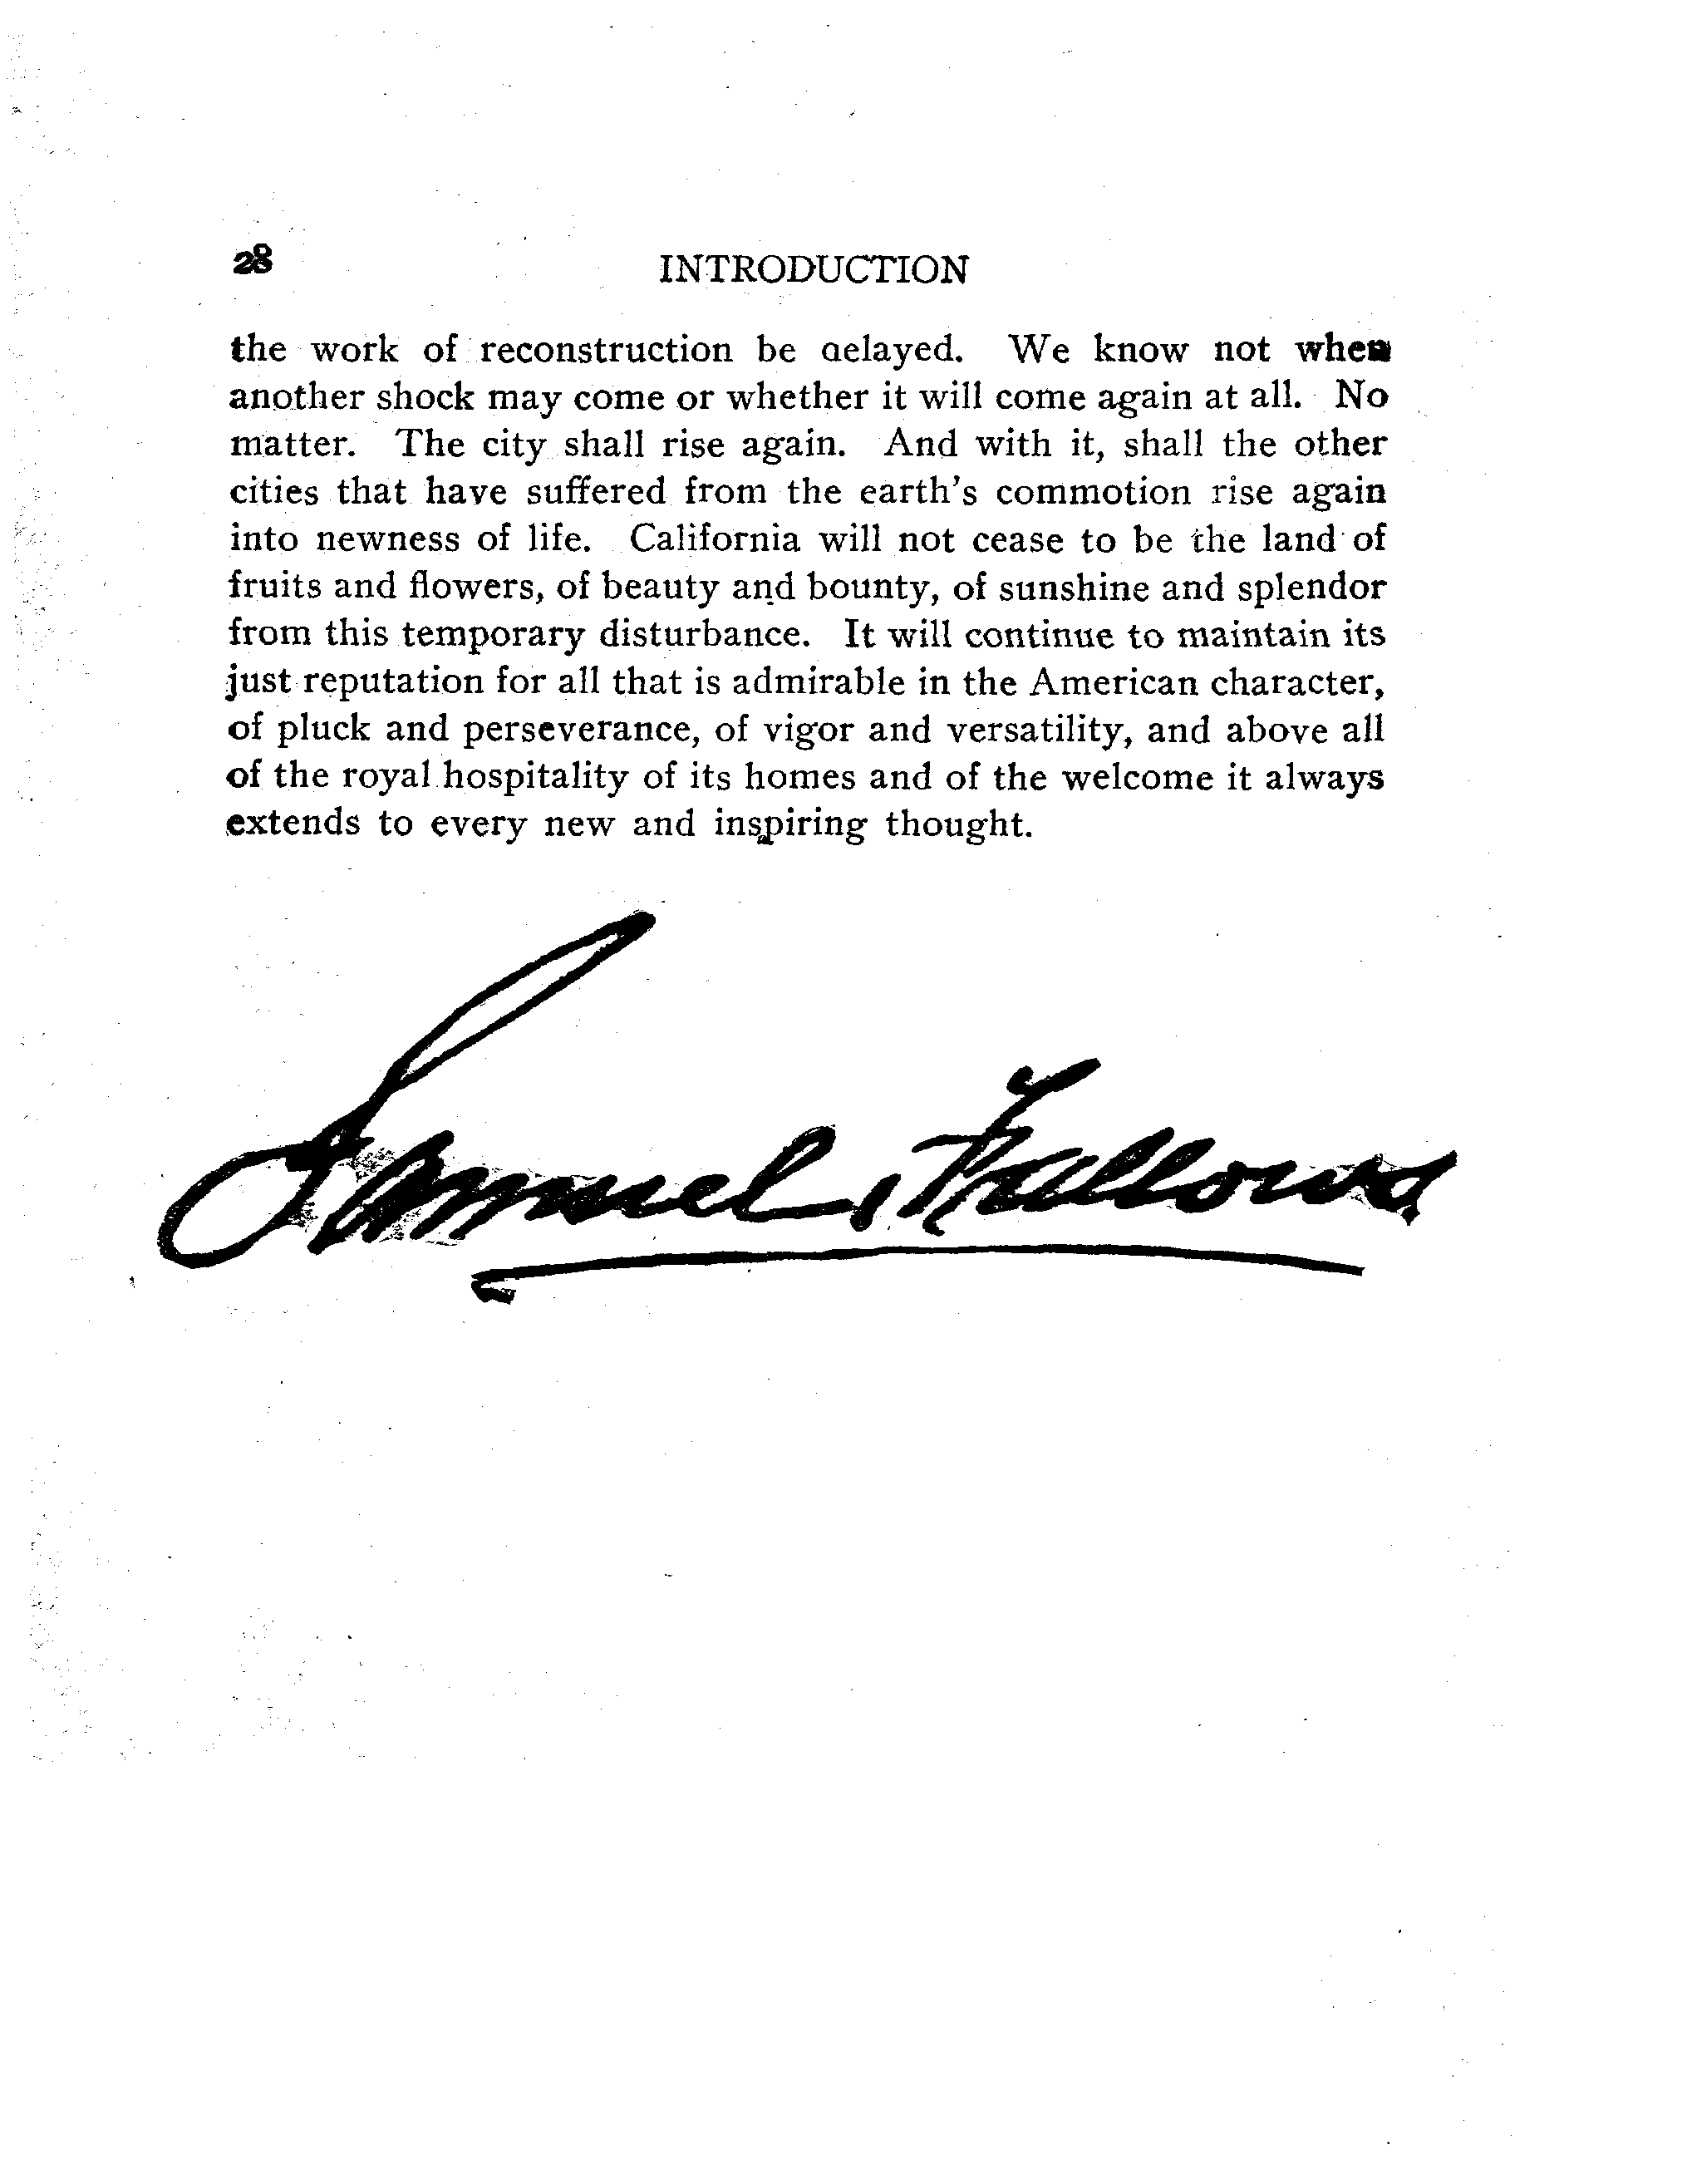 28
INTRODUCTION
the work of reconstruction be delayed. We know not when
another shock may come or whether it will come again at all. No
matter. The city shall rise again. And with it, shall the other
cities that have suffered from the earth's commotion rise again
into newness of life. California will not cease to be the land of
fruits and flowers, of beauty and bounty, of sunshine and splendor
from this temporary disturbance. It will continue to maintain its
just reputation for all that is admirable in the American character,
of pluck and perseverance, of vigor and versatility, and above all
of the royal hospitality of its homes and of the welcome it always
extends to every new and inspiring thought.
Samuel Fallows